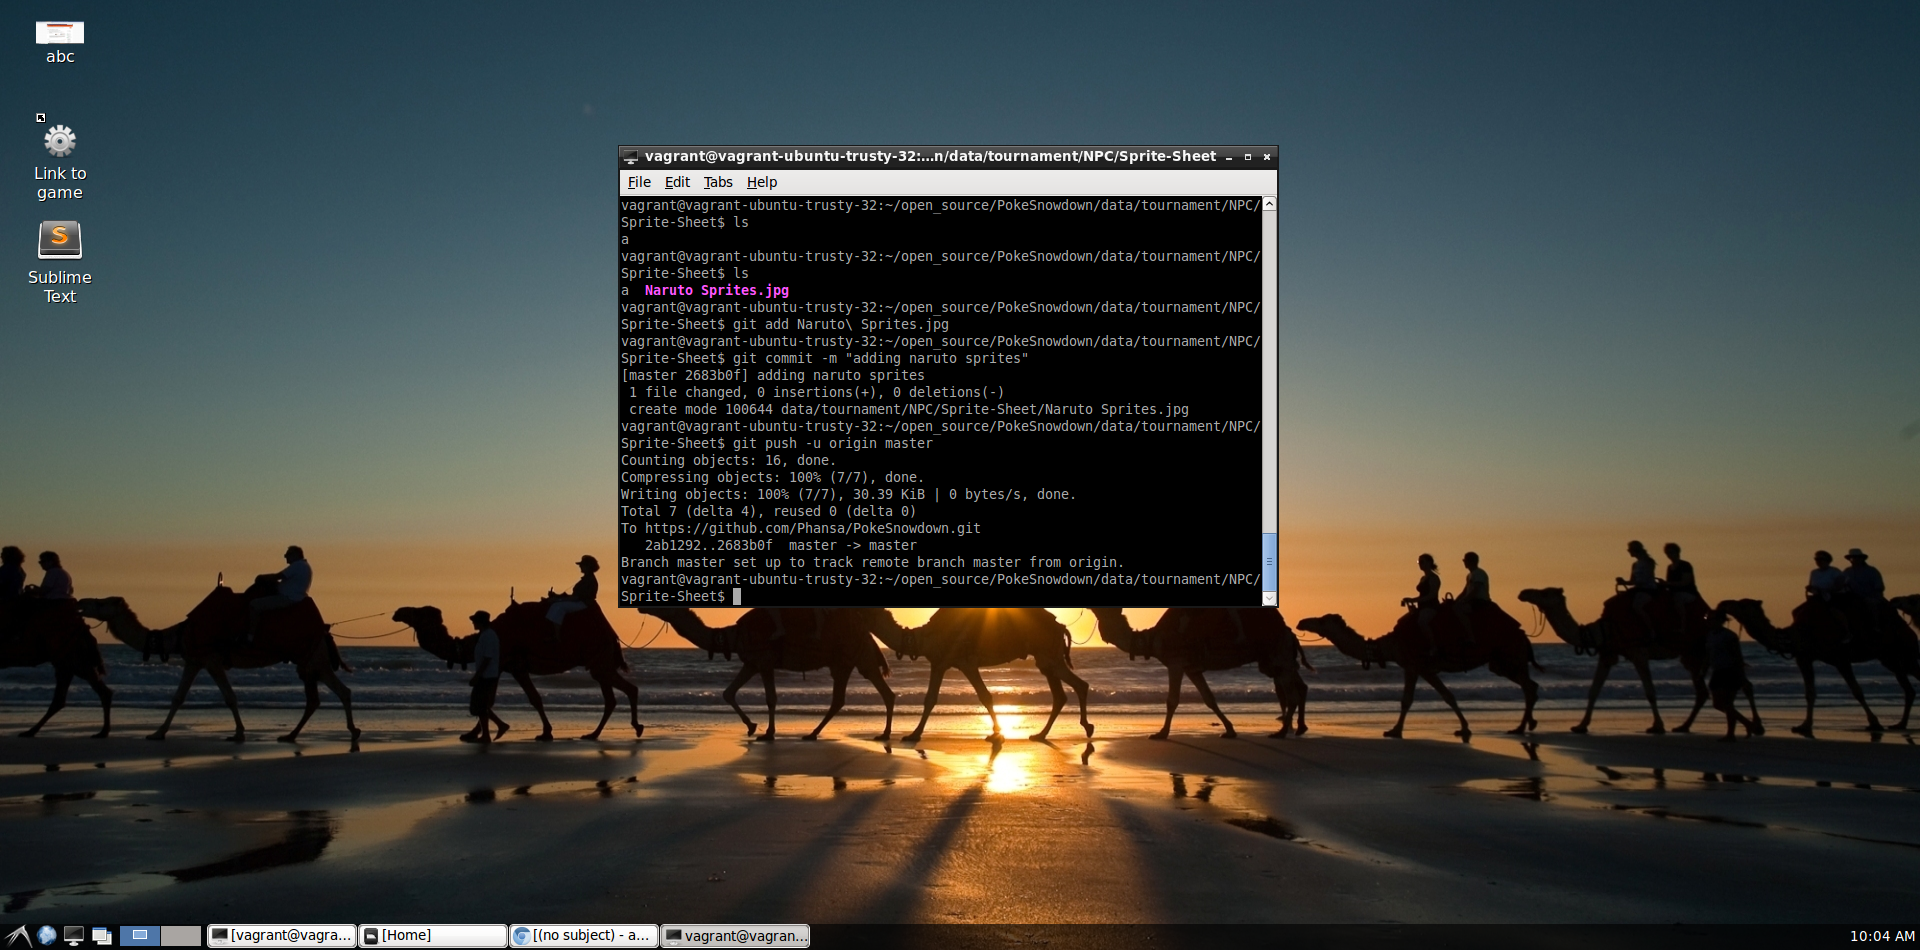 abc
Link to
game
Sublime
Text
vagrant@vagrant-ubuntu-trusty-32:...n/data/tournament/NPC/Sprite-Sheet
File Edit Tabs Help
vagrant@vagrant-ubuntu-trusty-32:~/open_source/PokeSnowdown/data/tournament/NPC/
Sprite-Sheet$ ls
a
vagrant@vagrant-ubuntu-trusty-32:~/open_source/PokeSnowdown/data/tournament/NPC/
Sprite-Sheet$ ls
a  Naruto Sprites.jpg
vagrant@vagrant-ubuntu-trusty-32:~/open_source/PokeSnowdown/data/tournament/NPC/
Sprite-Sheet$ git add Naruto\ Sprites.jpg
vagrant@vagrant-ubuntu-trusty-32:~/open_source/PokeSnowdown/data/tournament/NPC/
Sprite-Sheet$ git commit -m "adding naruto sprites"
[master 2683b0f] adding naruto sprites
 1 file changed, 0 insertions(+), 0 deletions(-)
 create mode 100644 data/tournament/NPC/Sprite-Sheet/Naruto Sprites.jpg
vagrant@vagrant-ubuntu-trusty-32:~/open_source/PokeSnowdown/data/tournament/NPC/
Sprite-Sheet$ git push -u origin master
Counting objects: 16, done.
Compressing objects: 100% (7/7), done.
Writing objects: 100% (7/7), 30.39 KiB | 0 bytes/s, done.
Total 7 (delta 4), reused 0 (delta 0)
To https://github.com/Phansa/PokeSnowdown.git
   2ab1292..2683b0f  master -> master
Branch master set up to track remote branch master from origin.
vagrant@vagrant-ubuntu-trusty-32:~/open_source/PokeSnowdown/data/tournament/NPC/
Sprite-Sheet$
[vagrant@vagra... [Home] [(no subject) - a... vagrant@vagran... 10:04 AM